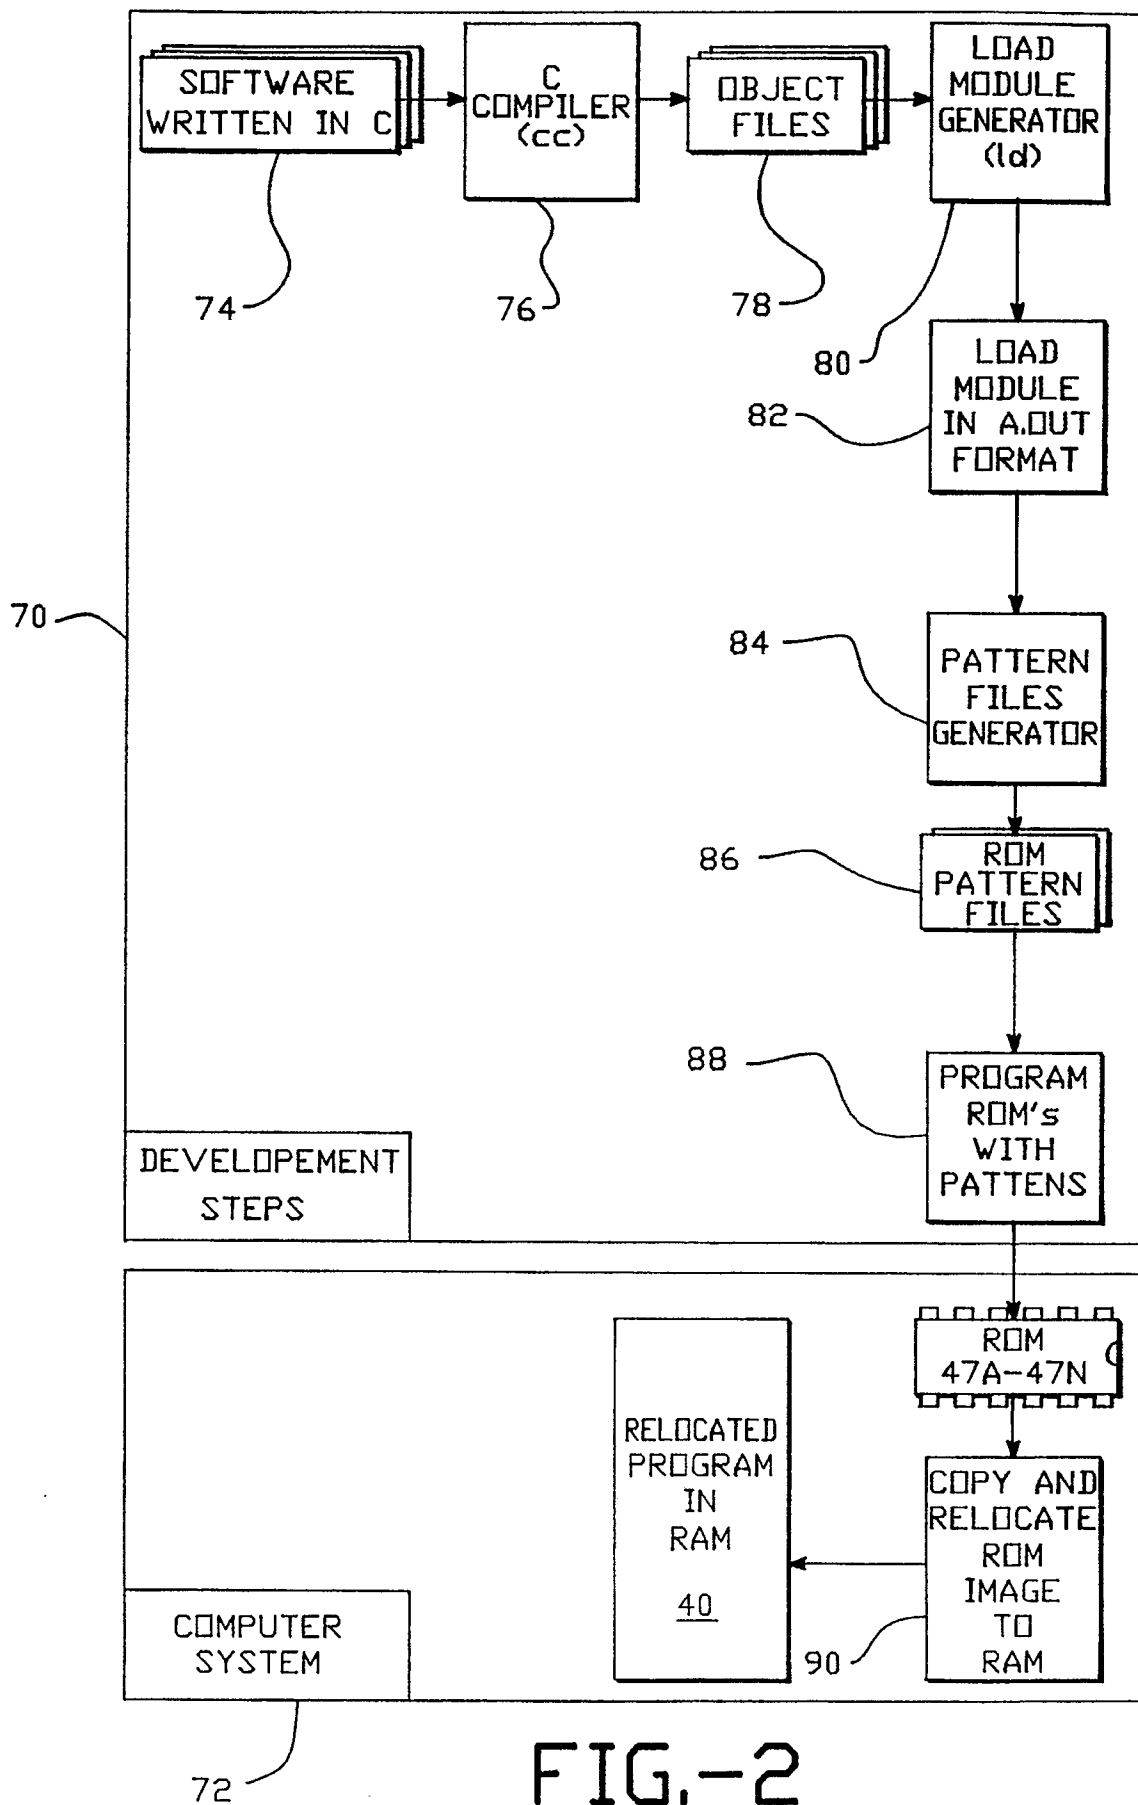 SOFTWARE
WRITTEN IN C
C
COMPILER
(cc)
OBJECT
FILES
LOAD
MODULE
GENERATOR
(ld)
74
76
78
80
LOAD
MODULE
IN A.OUT
FORMAT
82
70
84
PATTERN
FILES
GENERATOR
86
ROM
PATTERN
FILES
88
PROGRAM
ROM's
WITH
PATTENS
DEVELOPEMENT
STEPS
ROM
47A-47N
RELOCATED
PROGRAM
IN
RAM
40
COPY AND
RELOCATE
ROM
IMAGE
TO
RAM
90
COMPUTER
SYSTEM
72
FIG.-2